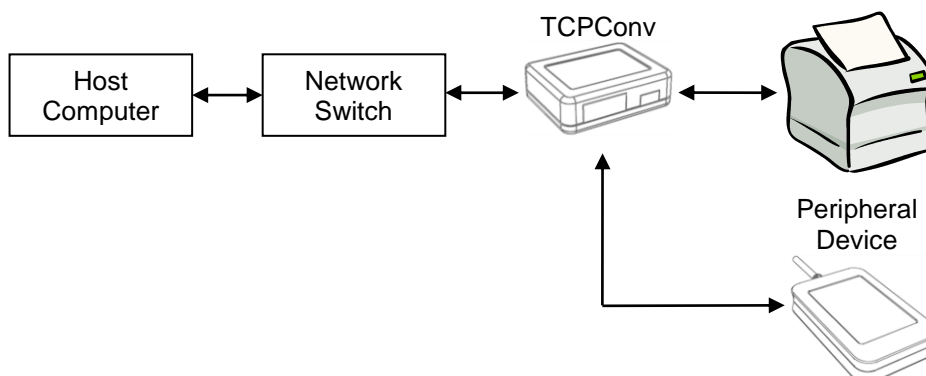 TCPConv
Host
Computer
Network
Switch
Peripheral
Device